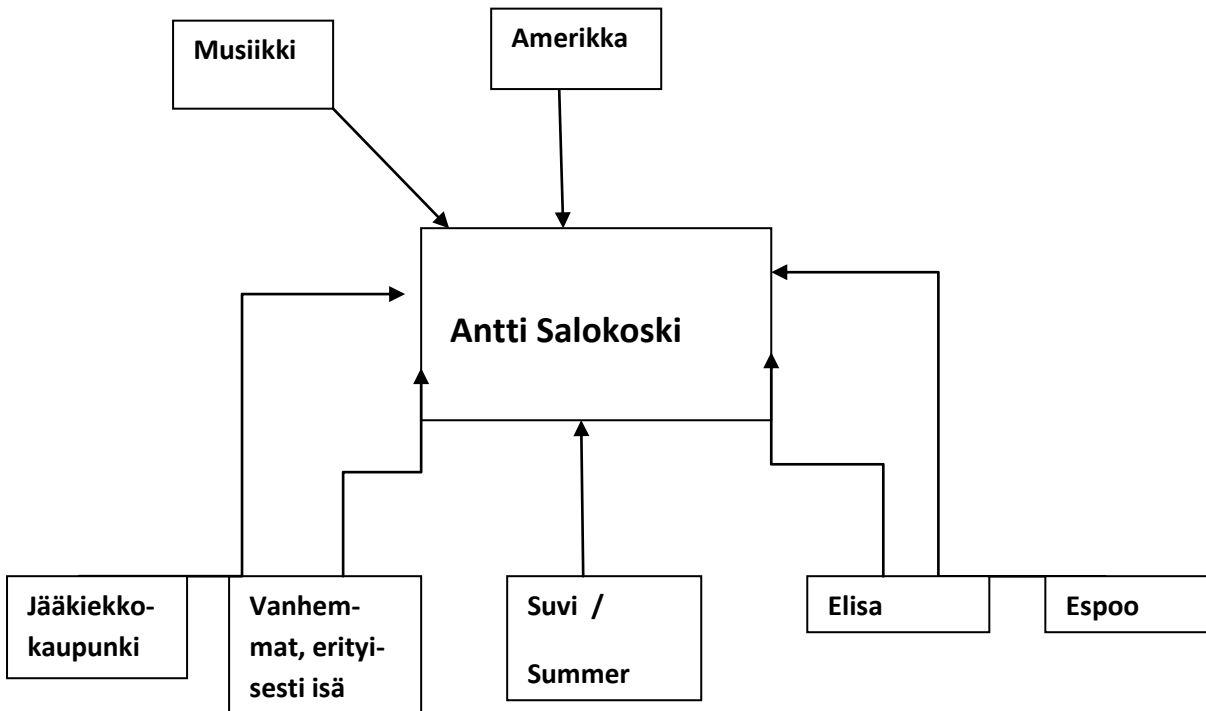 Musiikki
Amerikka
Antti Salokoski
Jääkiekko-
kaupunki
Vanhem-
mat, erityi-
sesti isä
Suvi /
Summer
Elisa
Espoo